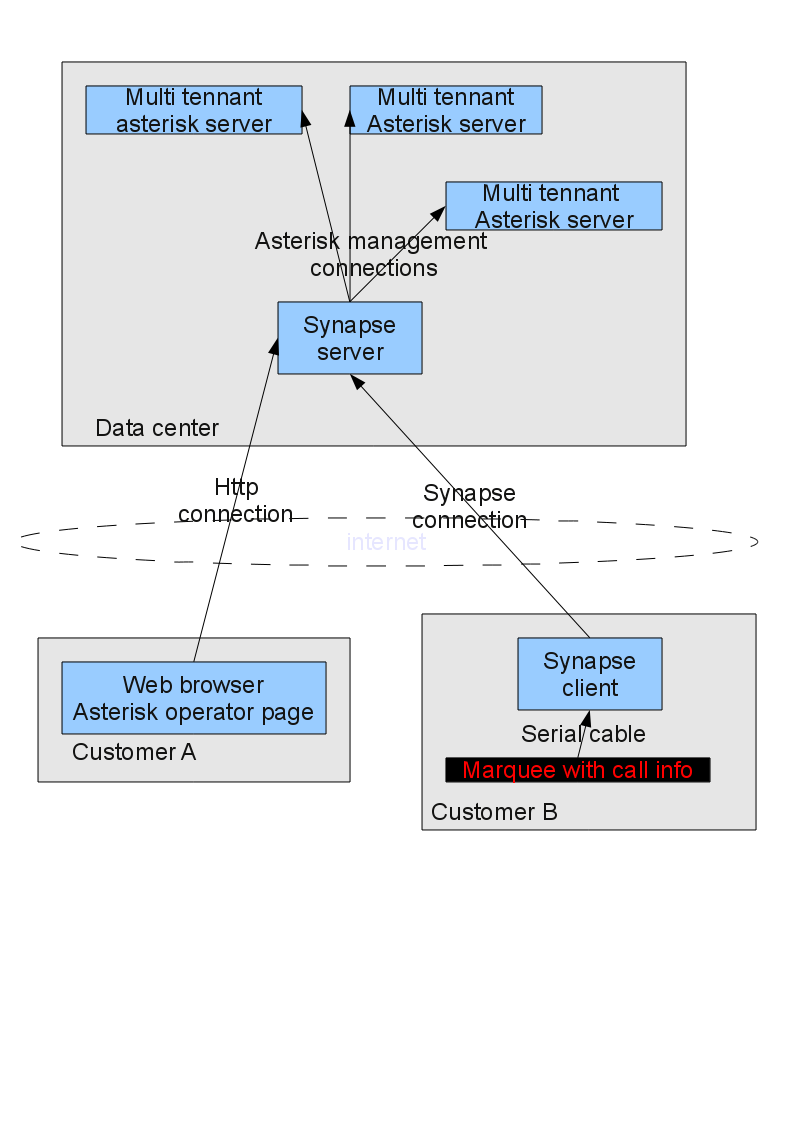 Multi tennant
asterisk server
Multi tennant
Asterisk server
Multi tennant
Asterisk server
Asterisk management
connections
Synapse
server
Data center
Http
connection
Synapse
connection
internet
Web browser
Asterisk operator page
Customer A
Synapse
client
Serial cable
Marquee with call info
Customer B